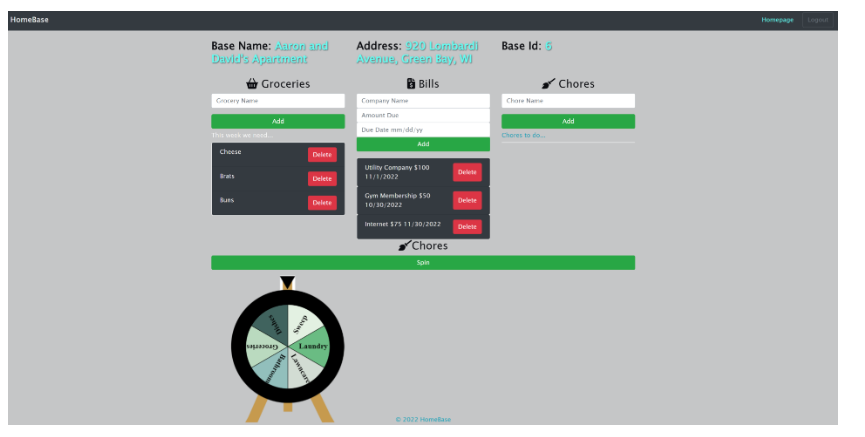 HomeBase
Homepage Logout
Base Name: Aaron and
David's Apartment
Address: 920 Lombardi
Avenue, Green Bay, WI
Base Id: 6
Groceries
Grocery Name
Add
This week we need...
Cheese Delete
Brats Delete
Buns Delete
Bills
Company Name
Amount Due
Due Date mm/dd/yy
Add
Utility Company $100
11/1/2022
Delete
Gym Membership $50
10/30/2022
Delete
Internet $75 11/30/2022 Delete
Chores
Chore Name
Add
Chores to do...
Chores
Spin
Dishes
Sweep
Groceries
Laundry
Bathroom
Lawncare
© 2022 HomeBase